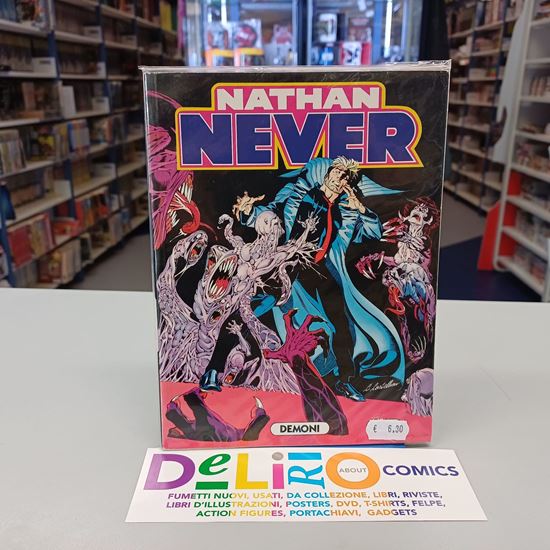 NATHAN
NEVER
DEMONI
€ 6,30
DeLiRiO ABOUT COMICS
FUMETTI NUOVI, USATI, DA COLLEZIONE, LIBRI, RIVISTE,
LIBRI D'ILLUSTRAZIONI, POSTERS, DVD, T-SHIRTS, FELPE,
ACTION FIGURES, PORTACHIAVI, GADGETS